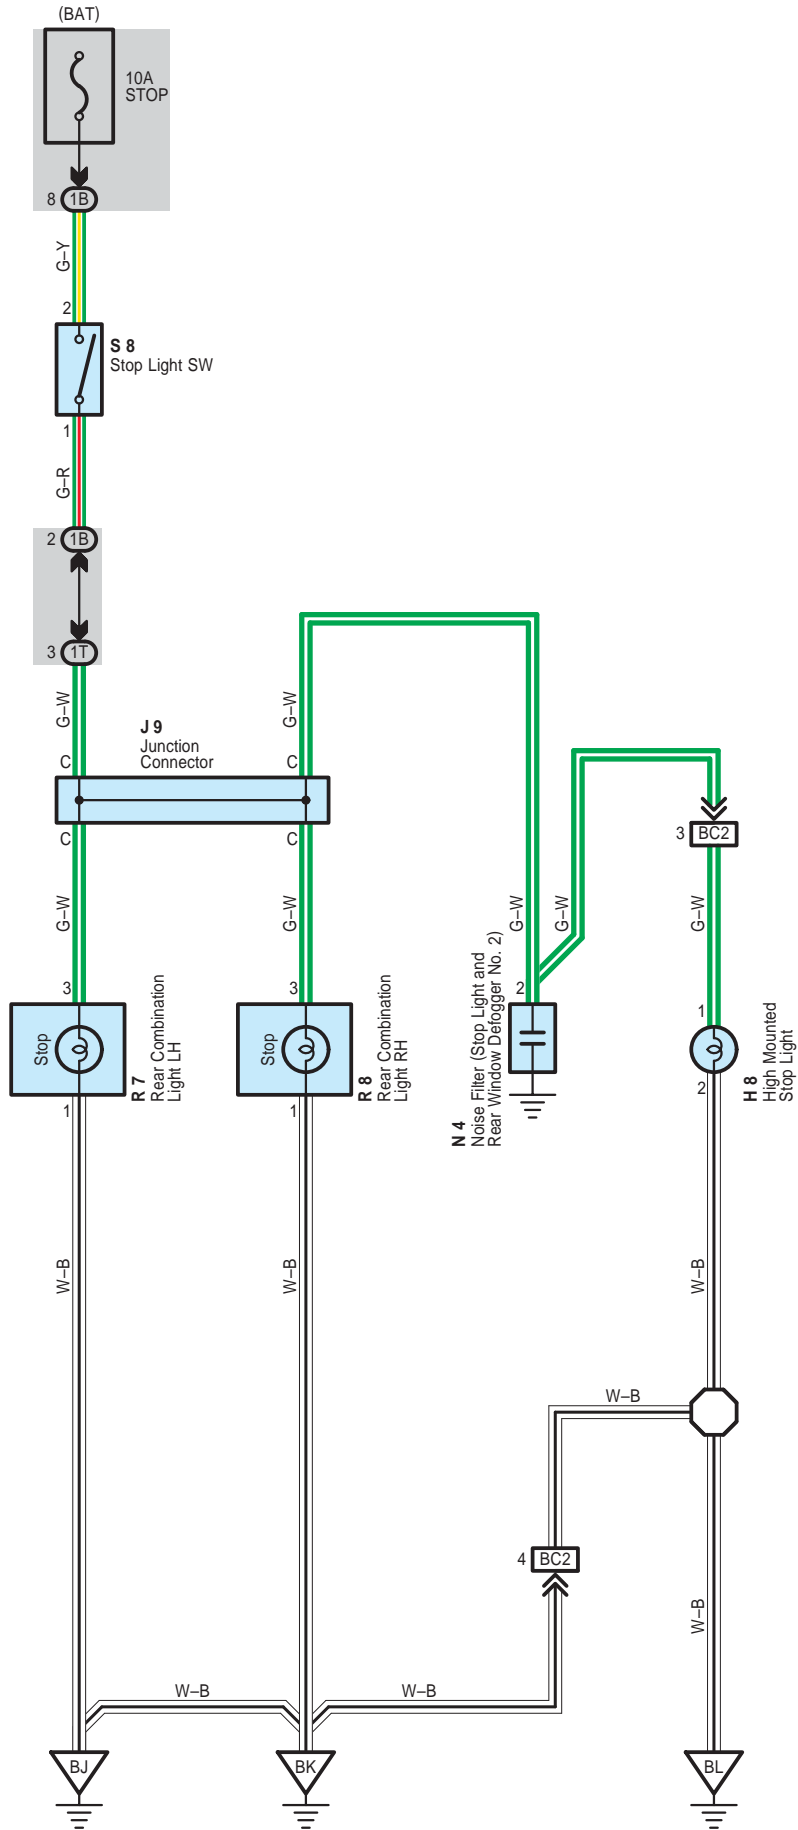 (BAT)
10A
STOP
8 1B
G–Y
2
S 8
Stop Light SW
1
G–R
2 1B
3 1T
G–W
G–W
J 9
Junction
Connector
C
C
3 BC2
C
C
G–W
G–W
G–W
G–W
G–W
3
3
2
1
Stop
R 7
Rear Combination
Light LH
Stop
R 8
Rear Combination
Light RH
N 4
Noise Filter (Stop Light and
Rear Window Defogger No. 2)
H 8
High Mounted
Stop Light
1
1
2
W–B
W–B
W–B
W–B
4 BC2
W–B
W–B
W–B
BJ
BK
BL